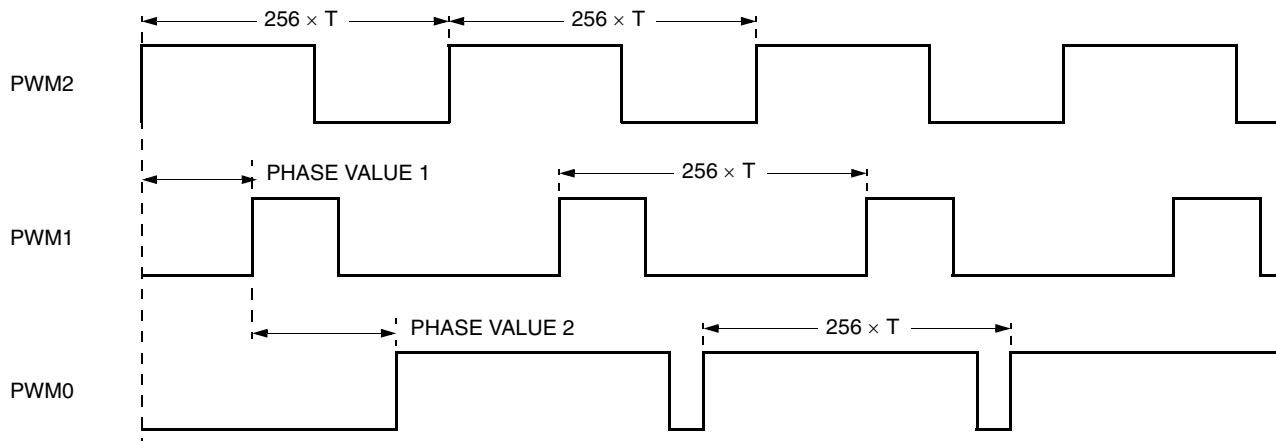 256 × T 256 × T
PWM2
PHASE VALUE 1 256 × T
PWM1
PHASE VALUE 2 256 × T
PWM0